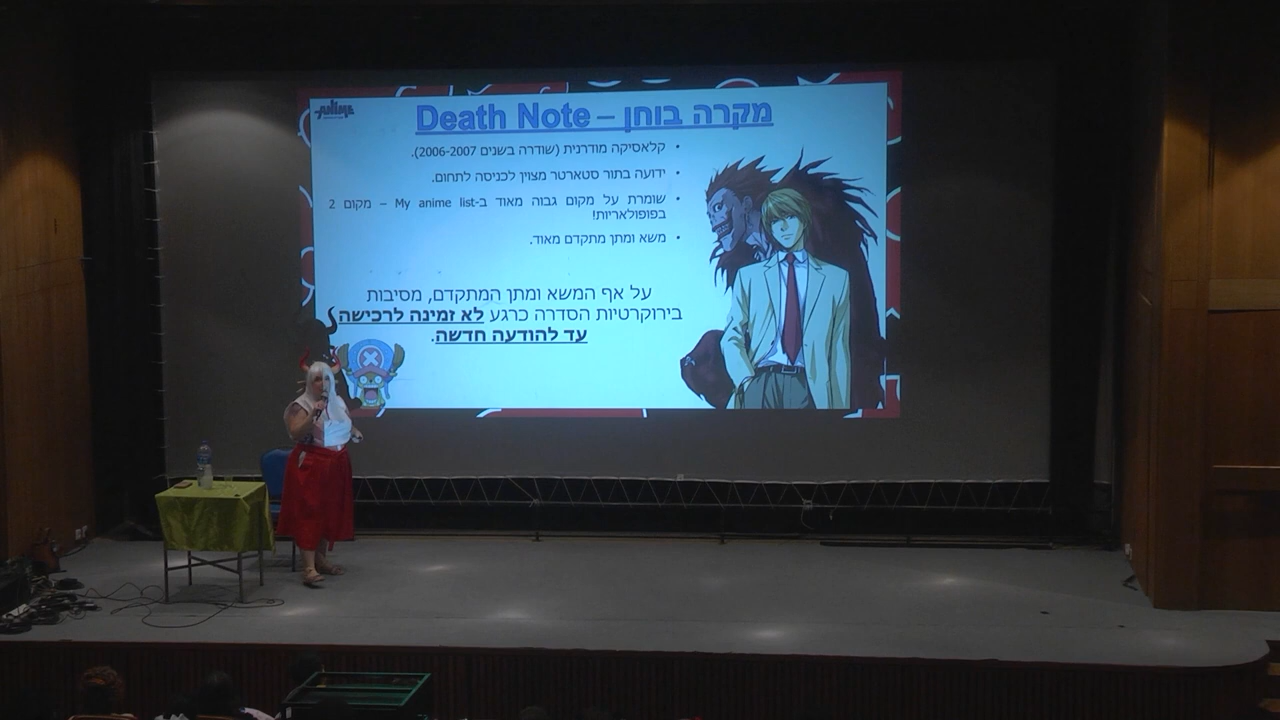 ANIME
מקרה בוחן – Death Note
• קלאסיקה מודרנית (שודרה בשנים 2006-2007).
• ידועה בתור סטארטר מצוין לכניסה לתחום.
• שומרת על מקום גבוה מאוד ב-My anime list – מקום 2
בפופולאריות!
• משא ומתן מתקדם מאוד.
על אף המשא ומתן המתקדם, מסיבות
בירוקרטיות הסדרה כרגע לא זמינה לרכישה
עד להודעה חדשה.